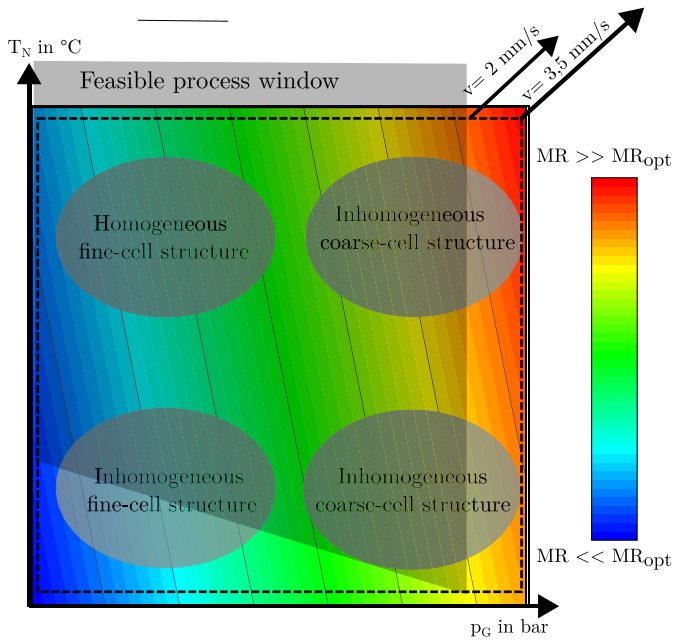 T_N in °C
Feasible process window
v= 2 mm/s
v= 3,5 mm/s
MR >> MR_opt
Homogeneous
fine-cell structure
Inhomogeneous
coarse-cell structure
Inhomogeneous
fine-cell structure
Inhomogeneous
coarse-cell structure
MR << MR_opt
p_G in bar